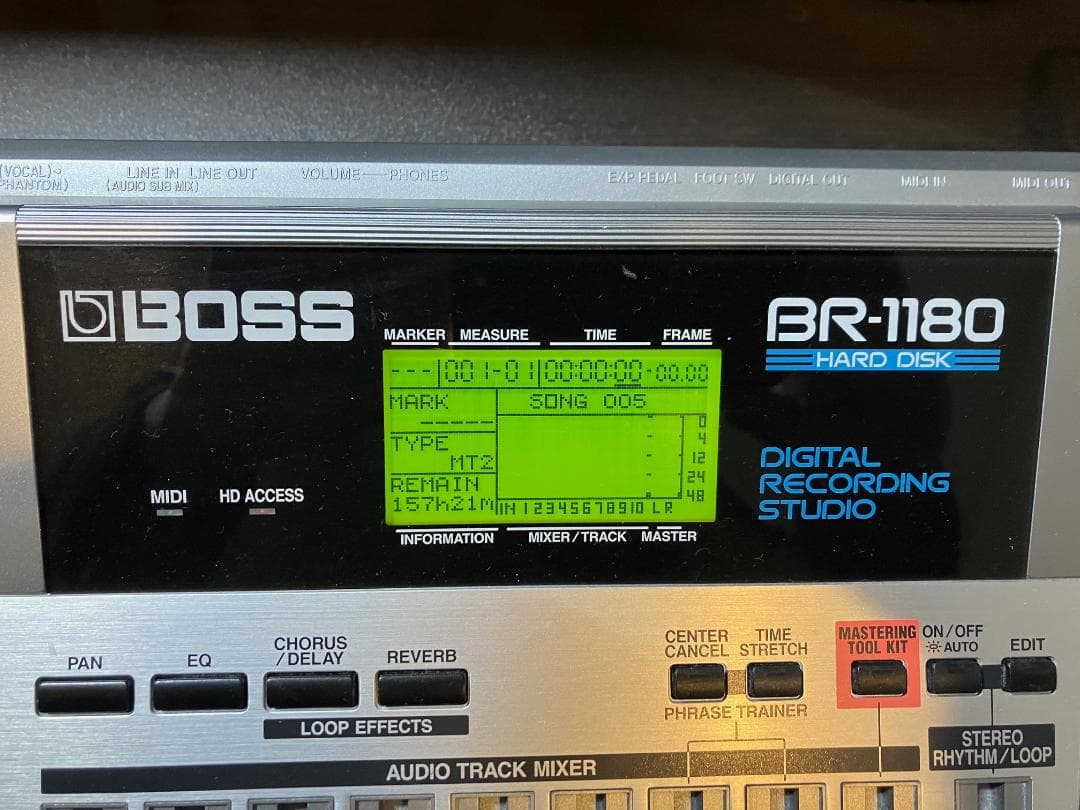 (VOCAL)
PHANTOM)
LINE IN LINE OUT
(AUDIO SUB MIX)
VOLUME PHONES
EXP PEDAL FOOT SW DIGITAL OUT MIDI IN MIDI OUT
BOSS
BR-1180
HARD DISK
MARKER MEASURE TIME FRAME
--- 001-01 00:00:00-00.00
MARK SONG 005
------
TYPE
MT2
REMAIN
157h21m
0
4
12
24
48
IN 1 2 3 4 5 6 7 8 9 10 L R
INFORMATION MIXER/TRACK MASTER
DIGITAL
RECORDING
STUDIO
MIDI HD ACCESS
PAN EQ CHORUS
/DELAY REVERB
LOOP EFFECTS
CENTER
CANCEL
TIME
STRETCH
PHRASE TRAINER
MASTERING
TOOL KIT
ON/OFF
AUTO
EDIT
STEREO
RHYTHM/LOOP
AUDIO TRACK MIXER